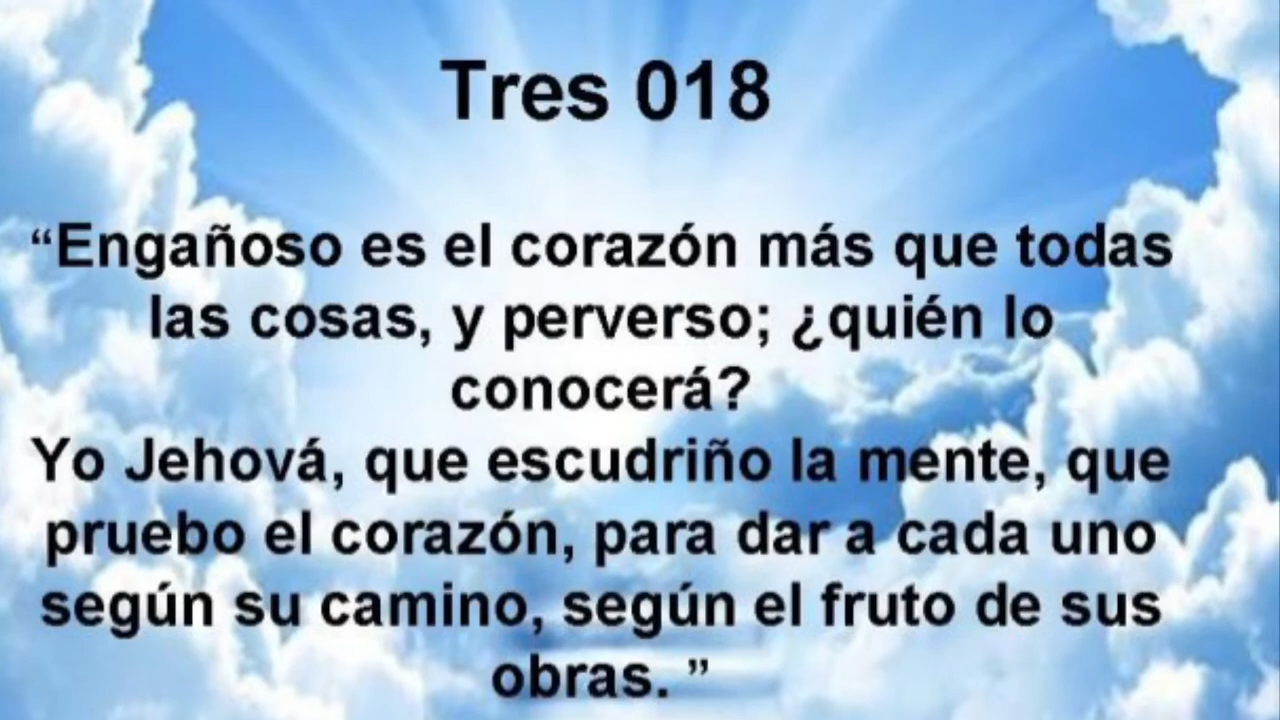 Tres 018
“Engañoso es el corazón más que todas
las cosas, y perverso; ¿quién lo
conocerá?
Yo Jehová, que escudriño la mente, que
pruebo el corazón, para dar a cada uno
según su camino, según el fruto de sus
obras. ”